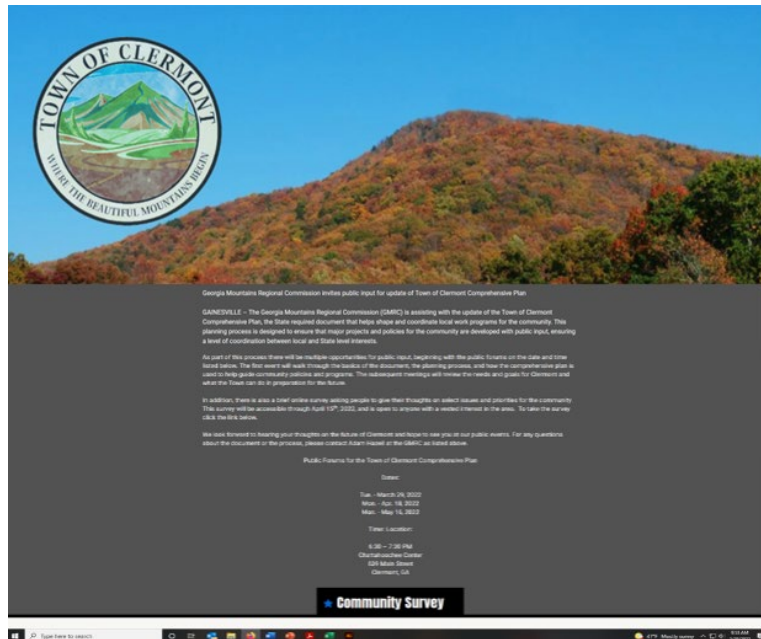 TOWN OF CLERMONT
WHERE THE BEAUTIFUL MOUNTAINS BEGIN
Georgia Mountains Regional Commission invites public input for update of Town of Clermont Comprehensive Plan
GAINESVILLE – The Georgia Mountains Regional Commission (GMRC) is assisting with the update of the Town of Clermont
Comprehensive Plan, the State required document that helps shape and coordinate local work programs for the community. This
planning process is designed to ensure that major projects and policies for the community are developed with public input, ensuring
a level of coordination between local and State level interests.
As part of this process there will be multiple opportunities for public input, beginning with the public forums on the date and time
listed below. The first event will walk through the basics of the document, the planning process, and how the comprehensive plan is
used to help guide community policies and programs. The subsequent meetings will review the needs and goals for Clermont and
what the Town can do in preparation for the future.
In addition, there is also a brief online survey asking people to give their thoughts on select issues and priorities for the community
This survey will be accessible through April 15th, 2022, and is open to anyone with a vested interest in the area. To take the survey
click the link below.
We look forward to hearing your thoughts on the future of Clermont and hope to see you at our public events. For any questions
about the document or the process, please contact Adam Hazell at the GMRC as listed above.
Public Forums for the Town of Clermont Comprehensive Plan
Dates:
Tue. - March 29, 2022
Mon. - Apr. 18, 2022
Mon. - May 16, 2022
Time/ Location:
6:30 – 7:30 PM
Chattahoochee Center
639 Main Street
Clermont, GA
Community Survey
Type here to search
47°F Mostly sunny